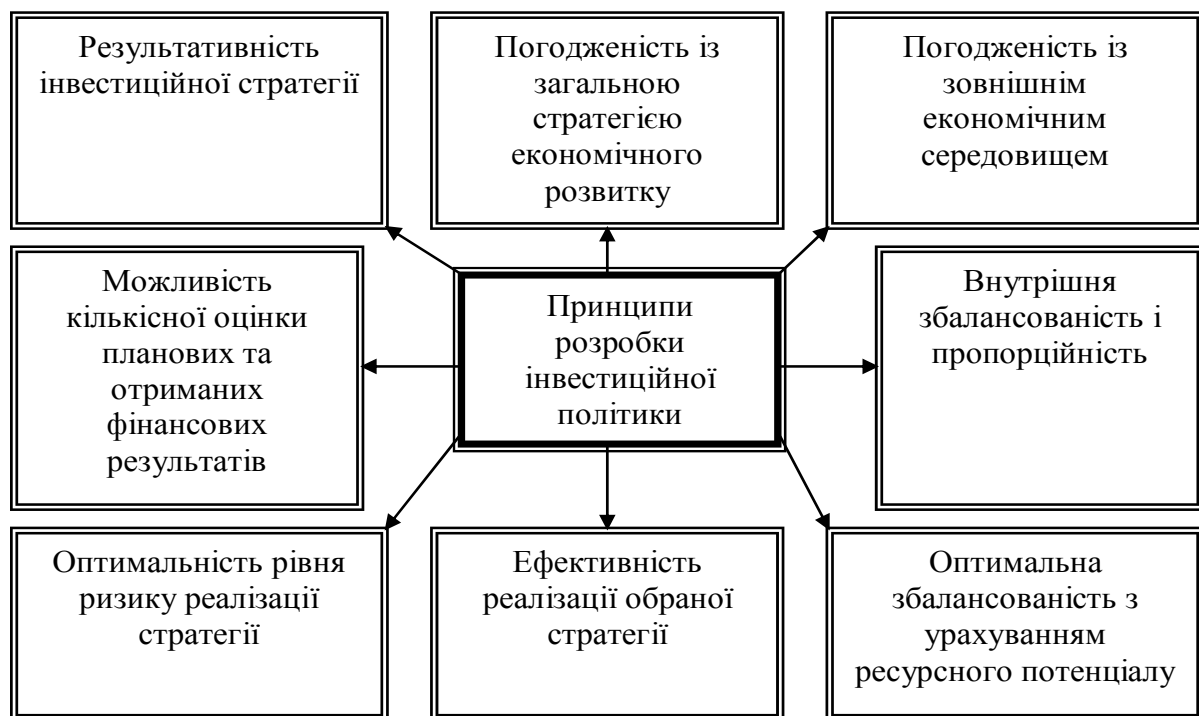 Результативність
інвестиційної стратегії
Погодженість із
загальною
стратегією
економічного
розвитку
Погодженість із
зовнішнім
економічним
середовищем
Можливість
кількісної оцінки
планових та
отриманих
фінансових
результатів
Принципи
розробки
інвестиційної
політики
Внутрішня
збалансованість і
пропорційність
Оптимальність рівня
ризику реалізації
стратегії
Ефективність
реалізації обраної
стратегії
Оптимальна
збалансованість з
урахуванням
ресурсного потенціалу